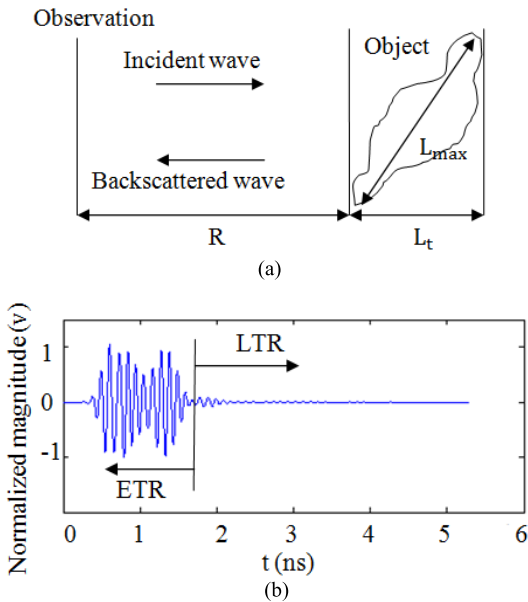 Observation
Incident wave
Object
Lmax
Backscattered wave
R
Lt
(a)
Normalized magnitude (v)
1
0
-1
LTR
ETR
0 1 2 3 4 5 6
t (ns)
(b)